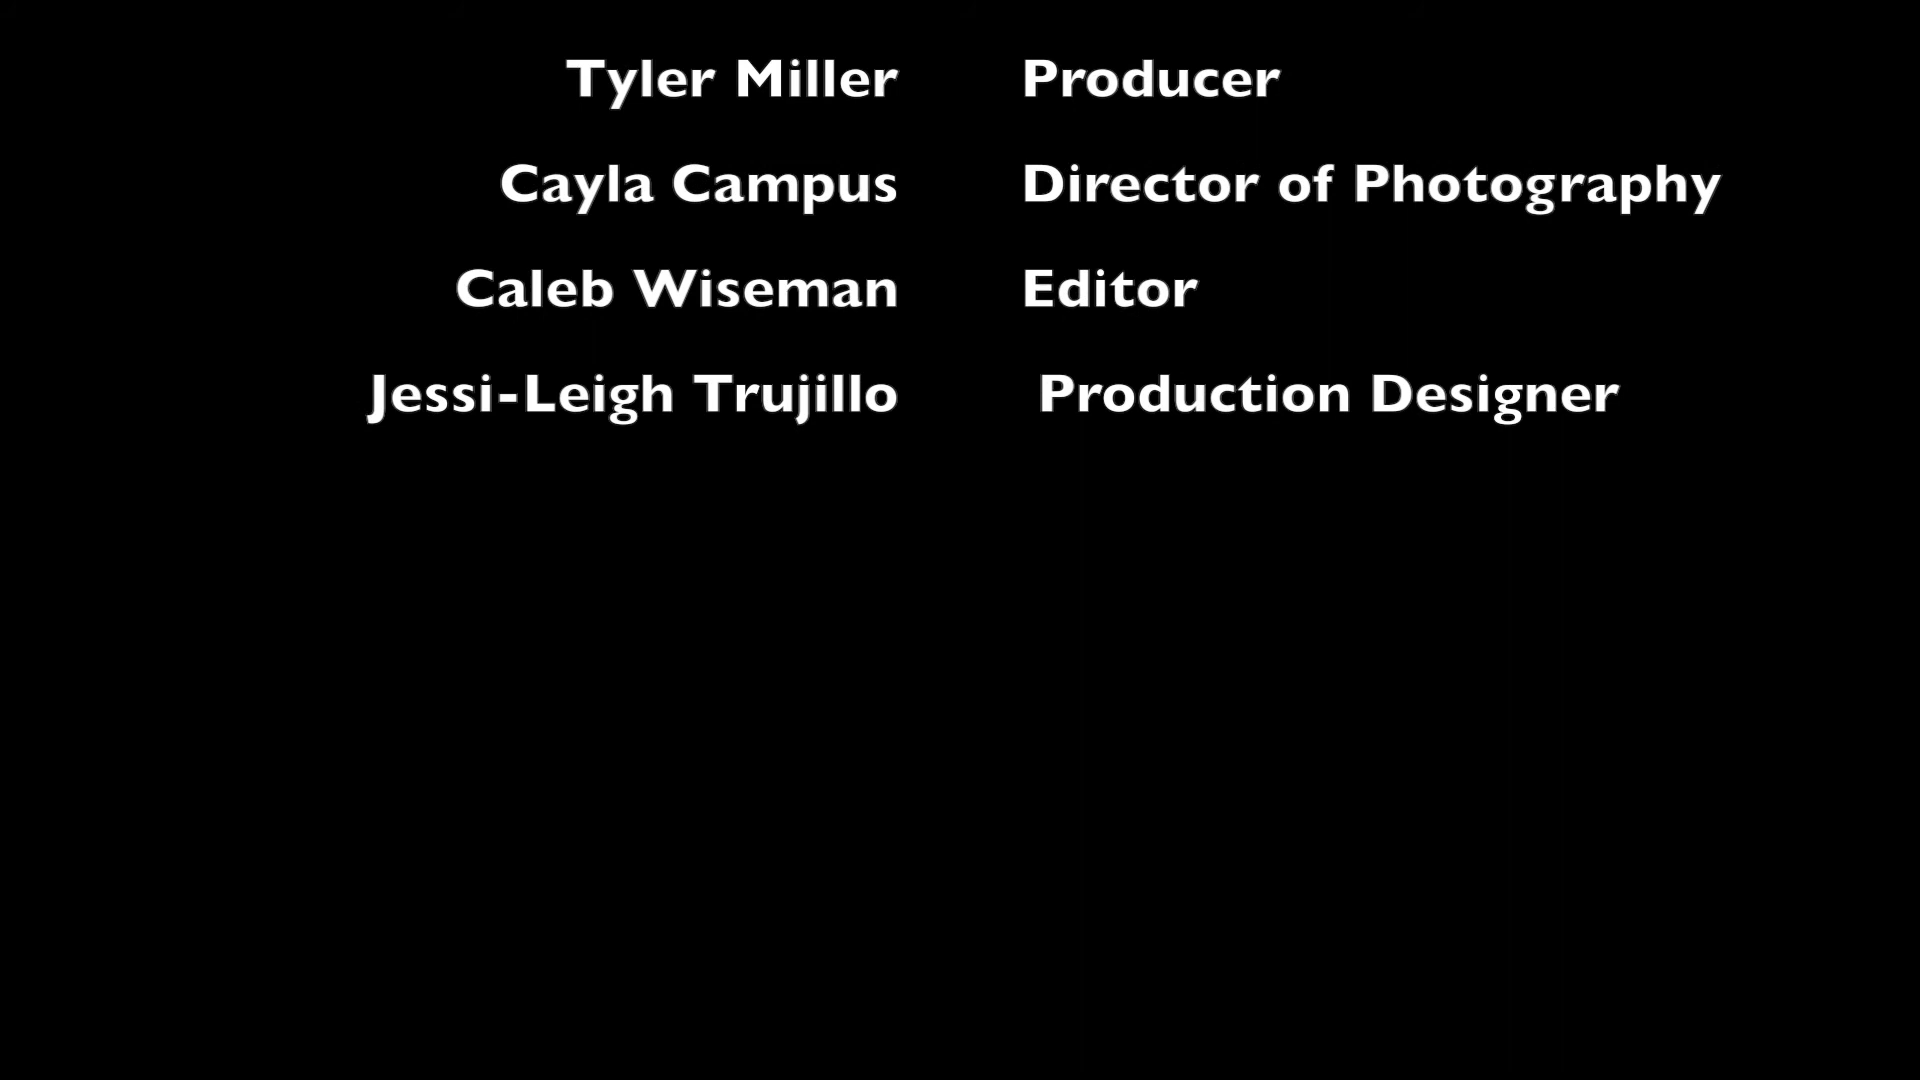 Tyler Miller Producer
Cayla Campus Director of Photography
Caleb Wiseman Editor
Jessi-Leigh Trujillo Production Designer